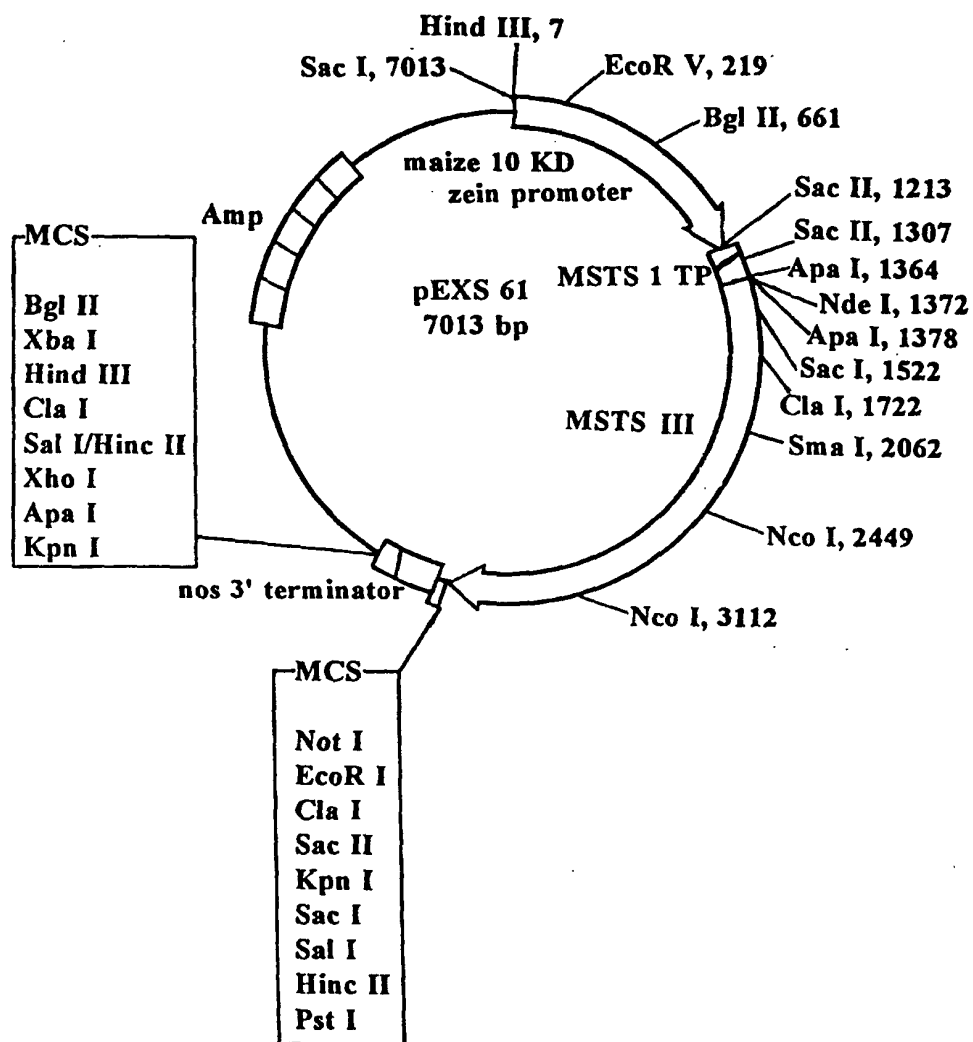 Hind III, 7
Sac I, 7013
EcoR V, 219
Bgl II, 661
maize 10 KD
zein promoter
Sac II, 1213
Sac II, 1307
Amp
MSTS 1 TP
Apa I, 1364
pEXS 61
7013 bp
Nde I, 1372
Apa I, 1378
Sac I, 1522
Cla I, 1722
MSTS III
Sma I, 2062
Nco I, 2449
Nco I, 3112
nos 3' terminator
MCS
Bgl II
Xba I
Hind III
Cla I
Sal I/Hinc II
Xho I
Apa I
Kpn I
MCS
Not I
EcoR I
Cla I
Sac II
Kpn I
Sac I
Sal I
Hinc II
Pst I